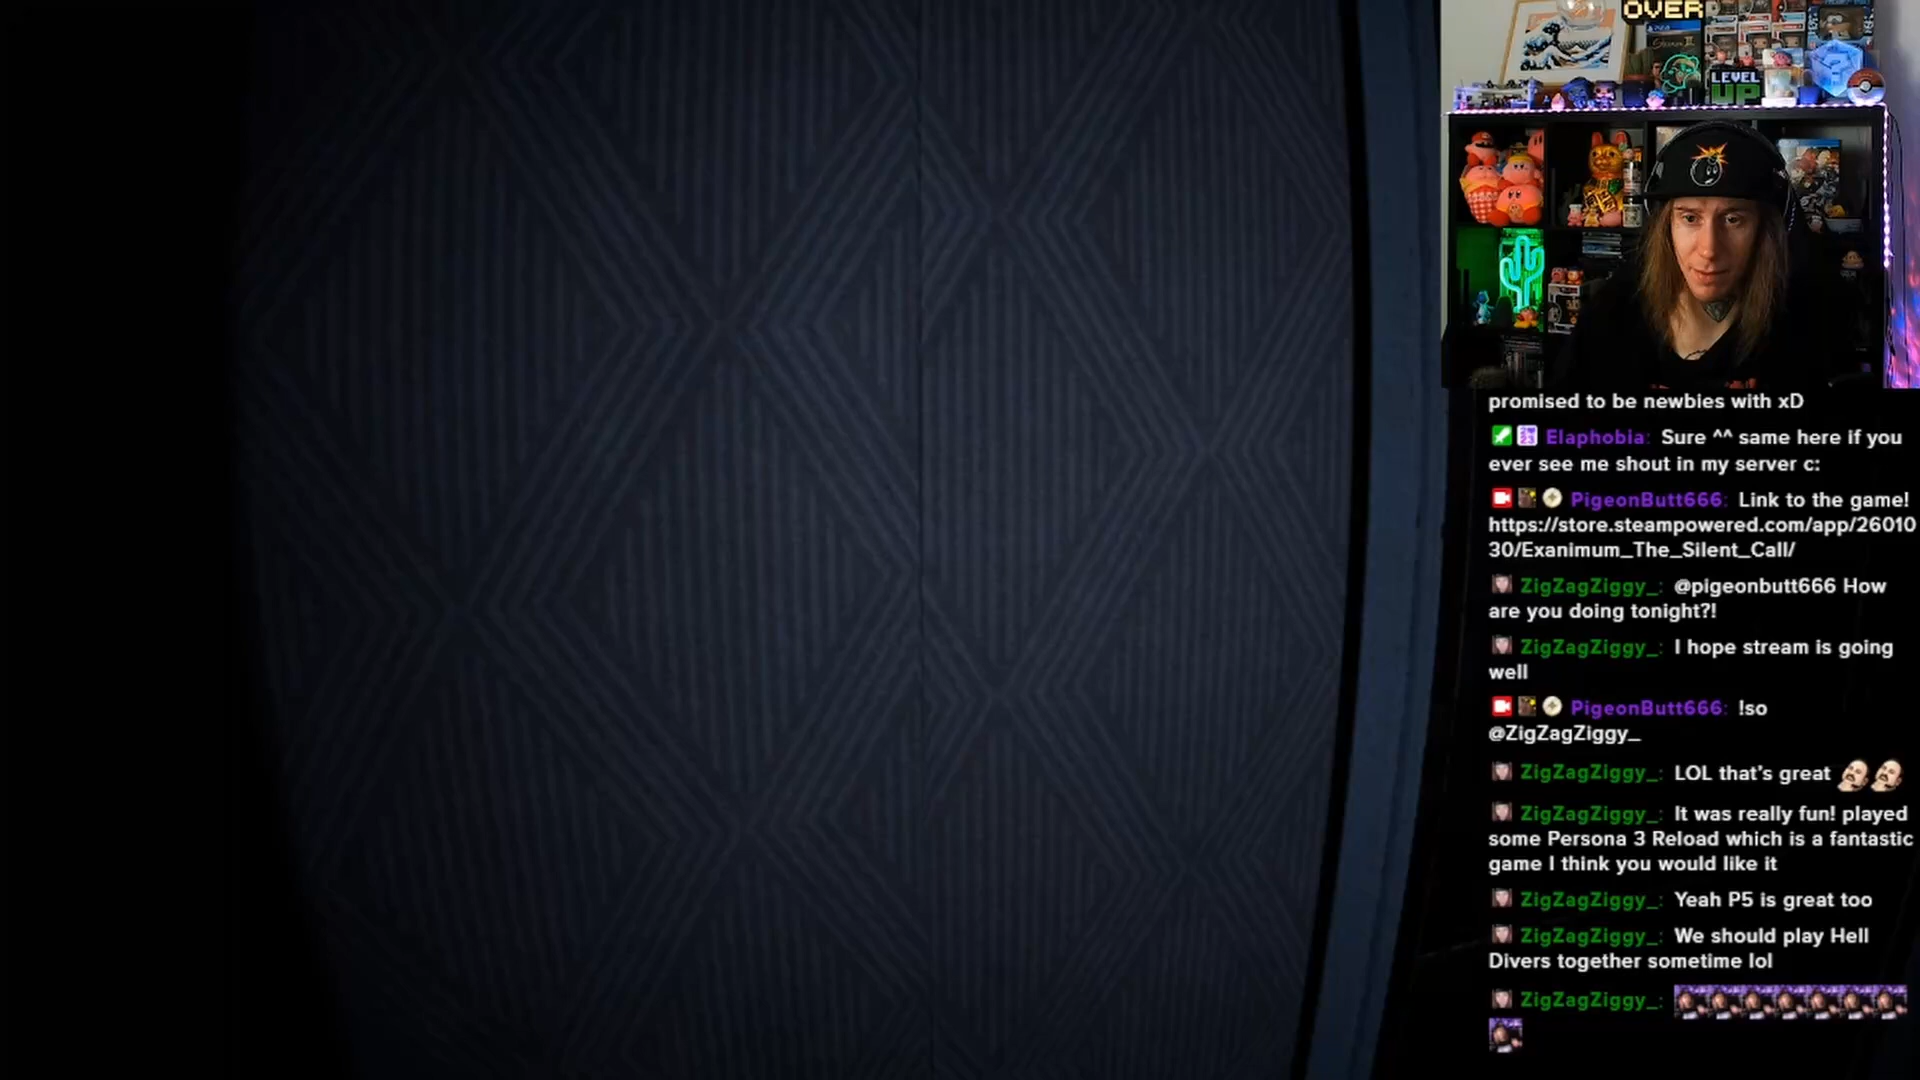 OVER
LEVEL
UP
promised to be newbies with xD
Elaphobia: Sure ^^ same here if you
ever see me shout in my server c:
PigeonButt666: Link to the game!
https://store.steampowered.com/app/26010
30/Exanimum_The_Silent_Call/
ZigZagZiggy_: @pigeonbutt666 How
are you doing tonight?!
ZigZagZiggy_: I hope stream is going
well
PigeonButt666: !so
@ZigZagZiggy_
ZigZagZiggy_: LOL that's great
ZigZagZiggy_: It was really fun! played
some Persona 3 Reload which is a fantastic
game I think you would like it
ZigZagZiggy_: Yeah P5 is great too
ZigZagZiggy_: We should play Hell
Divers together sometime lol
ZigZagZiggy_: